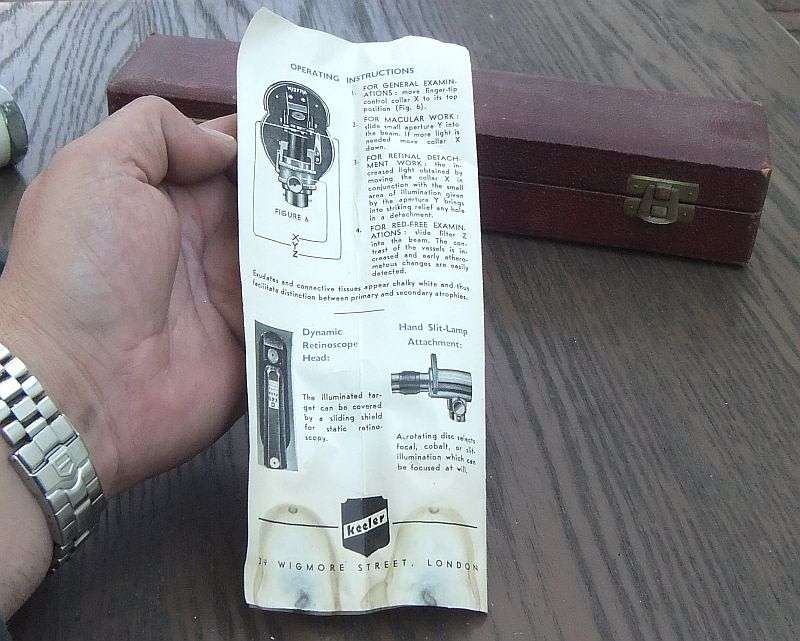 OPERATING INSTRUCTIONS
FIGURE 6
X
Y
Z
1. FOR GENERAL EXAMIN-
ATIONS: move finger-tip
control collar X to its top
position (Fig. 6).
2. FOR MACULAR WORK:
slide small aperture Y into
the beam. If more light is
needed move collar X
down.
3. FOR RETINAL DETACH-
MENT WORK: the in-
creased light obtained by
moving the collar X in
conjunction with the small
area of illumination given
by the aperture Y brings
into striking relief any hole
in a detachment.
4. FOR RED-FREE EXAMIN-
ATIONS: slide filter Z
into the beam. The con-
trast of the vessels is in-
creased and early athero-
matous changes are easily
detected.
Exudates and connective tissues appear chalky white and thus
facilitate distinction between primary and secondary atrophies.
Dynamic
Retinoscope
Head:
The illuminated tar-
get can be covered
by a sliding shield
for static retino-
scopy.
Hand Slit-Lamp
Attachment:
A rotating disc selects
focal, cobalt, or slit-
illumination which can
be focused at will.
keeler
39 WIGMORE STREET, LONDON